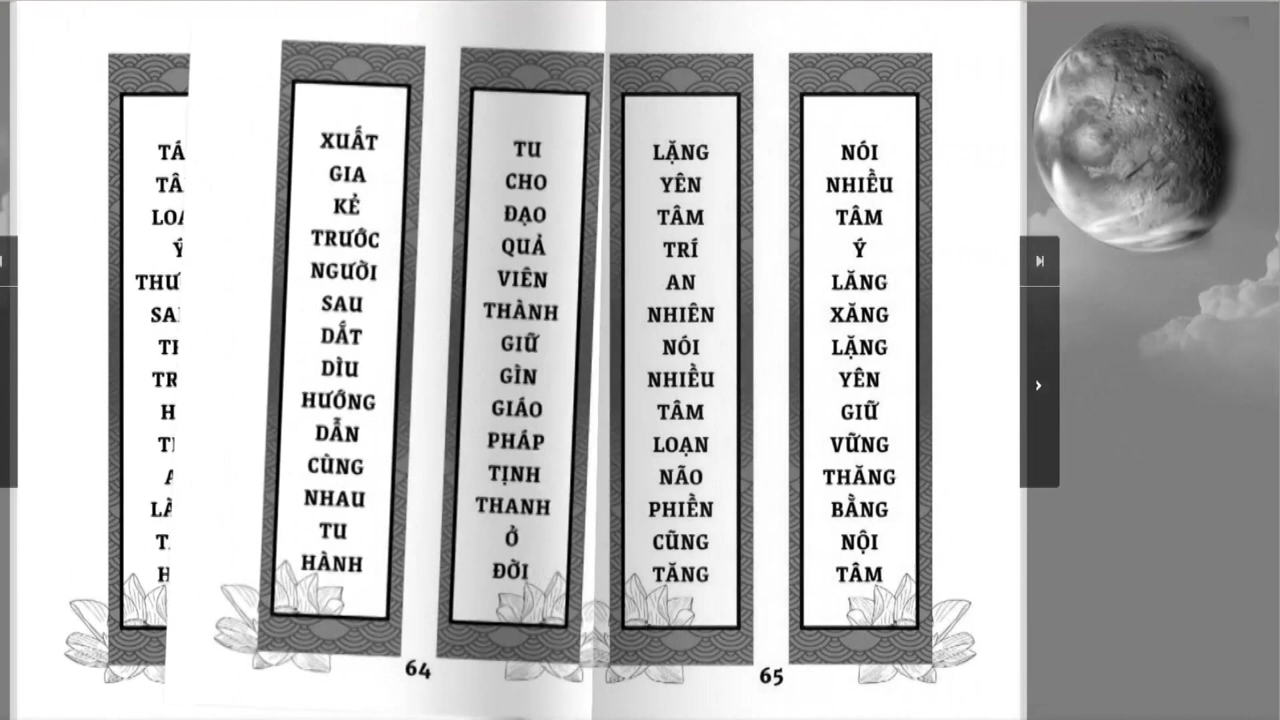 XUẤT
GIA
KẺ
TRƯỚC
NGƯỜI
SAU
DẮT
DÌU
HƯỚNG
DẪN
CÙNG
NHAU
TU
HÀNH
TU
CHO
ĐẠO
QUẢ
VIÊN
THÀNH
GIỮ
GÌN
GIÁO
PHÁP
TỊNH
THANH
Ở
ĐỜI
64
LẶNG
YÊN
TÂM
TRÍ
AN
NHIÊN
NÓI
NHIỀU
TÂM
LOẠN
NÃO
PHIỀN
CŨNG
TĂNG
NÓI
NHIỀU
TÂM
Ý
LĂNG
XĂNG
LẶNG
YÊN
GIỮ
VỮNG
THĂNG
BẰNG
NỘI
TÂM
65